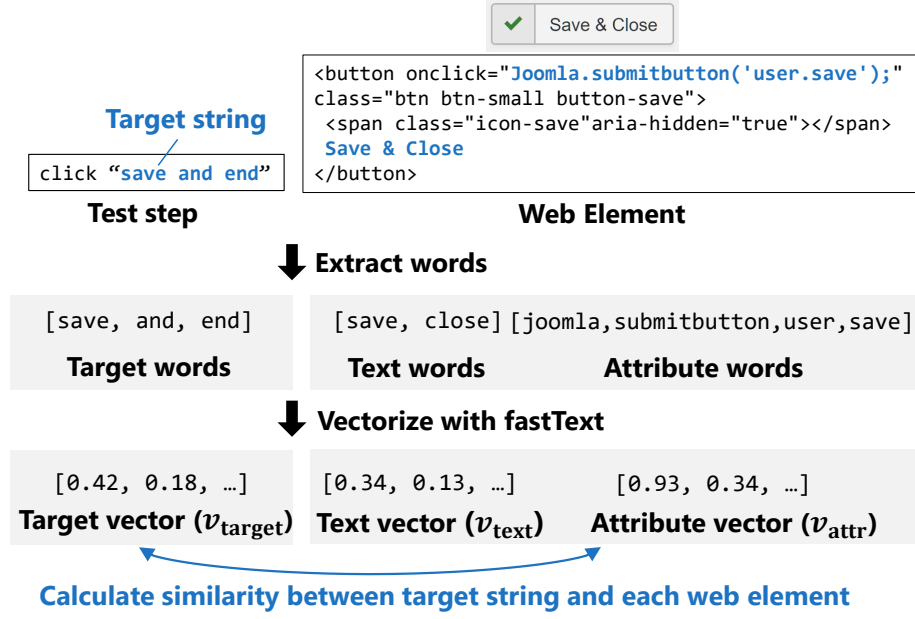 Save & Close
<button onclick="Joomla.submitbutton('user.save');"
class="btn btn-small button-save">
<span class="icon-save"aria-hidden="true"></span>
Save & Close
</button>
Target string
click “save and end”
Test step
Web Element
Extract words
[save, and, end]
[save, close]
[joomla,submitbutton,user,save]
Target words
Text words
Attribute words
Vectorize with fastText
[0.42, 0.18, …]
[0.34, 0.13, …]
[0.93, 0.34, …]
Target vector (v_target)
Text vector (v_text)
Attribute vector (v_attr)
Calculate similarity between target string and each web element